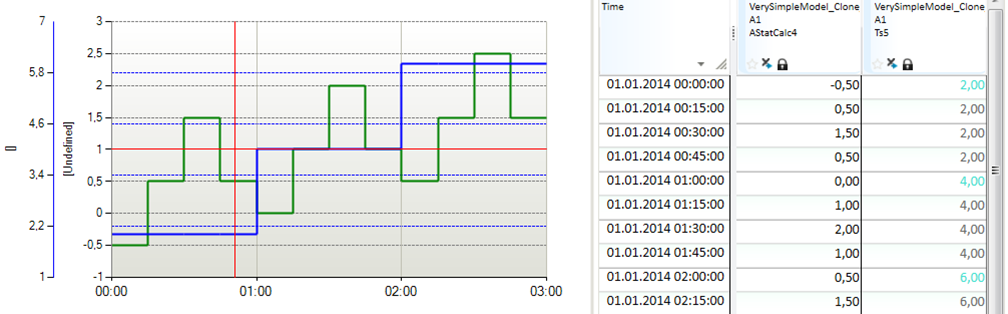 7
5,8
4,6
3,4
2,2
1
[]
3
2,5
2
1,5
1
0,5
0
-0,5
-1
[Undefined]
00:00
01:00
02:00
03:00
Time
VerySimpleModel_Clone
A1
AStatCalc4
VerySimpleModel_Clone
A1
Ts5
01.01.2014 00:00:00 -0,50 2,00
01.01.2014 00:15:00 0,50 2,00
01.01.2014 00:30:00 1,50 2,00
01.01.2014 00:45:00 0,50 2,00
01.01.2014 01:00:00 0,00 4,00
01.01.2014 01:15:00 1,00 4,00
01.01.2014 01:30:00 2,00 4,00
01.01.2014 01:45:00 1,00 4,00
01.01.2014 02:00:00 0,50 6,00
01.01.2014 02:15:00 1,50 6,00